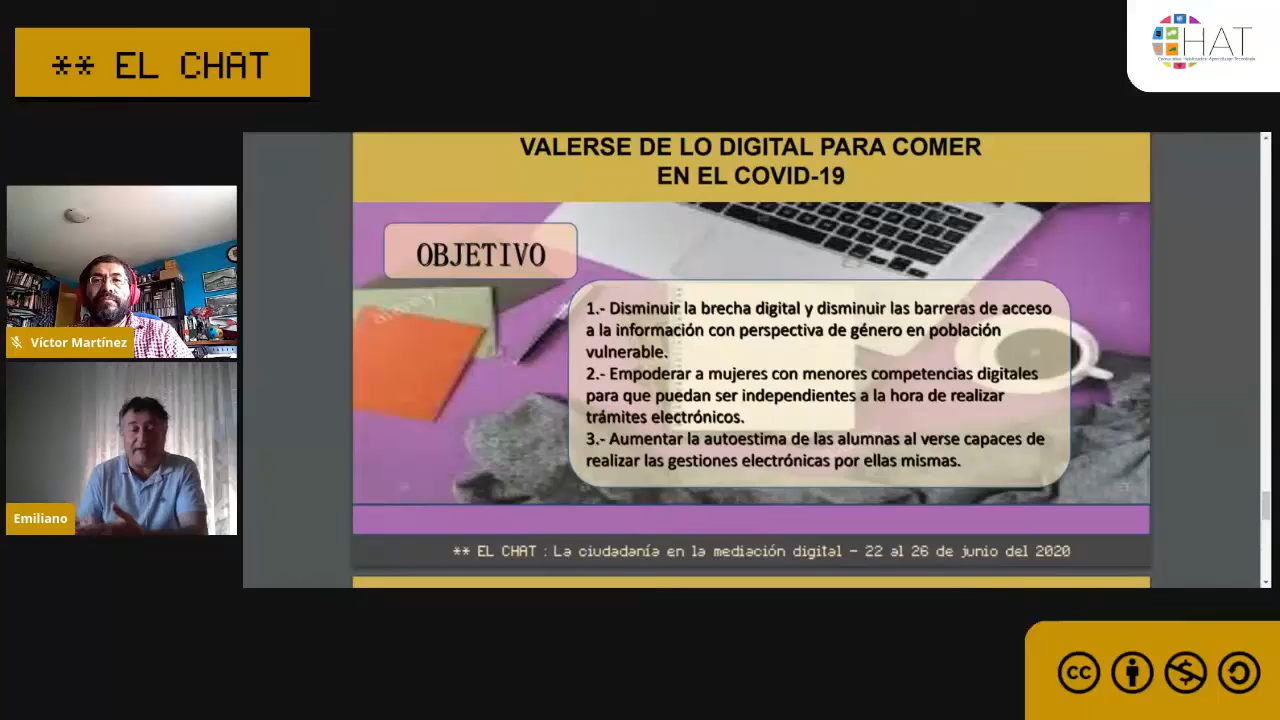 ** EL CHAT
HAT
VALERSE DE LO DIGITAL PARA COMER
EN EL COVID-19
OBJETIVO
1.- Disminuir la brecha digital y disminuir las barreras de acceso
a la información con perspectiva de género en población
vulnerable.
2.- Empoderar a mujeres con menores competencias digitales
para que puedan ser independientes a la hora de realizar
trámites electrónicos.
3.- Aumentar la autoestima de las alumnas al verse capaces de
realizar las gestiones electrónicas por ellas mismas.
Víctor Martínez
Emiliano
** EL CHAT : La ciudadanía en la mediación digital - 22 al 26 de junio del 2020
CC